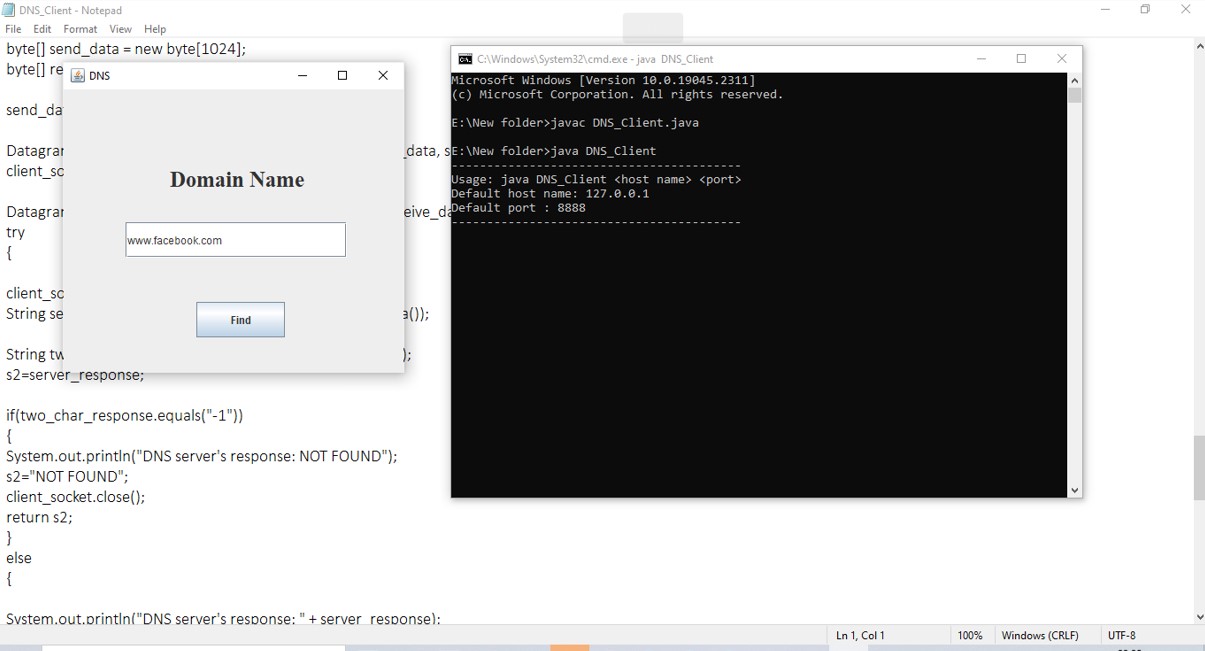 DNS_Client - Notepad
File Edit Format View Help
byte[] send_data = new byte[1024];
byte[] re
send_da
Datagra
_data, s
client_so
Datagra
eive_da
try
{
client_so
String se
a());
String tw
);
s2=server_response;
if(two_char_response.equals("-1"))
{
System.out.println("DNS server's response: NOT FOUND");
s2="NOT FOUND";
client_socket.close();
return s2;
}
else
{
System.out.println("DNS server's response: " + server_response);
DNS
Domain Name
www.facebook.com
Find
C:\Windows\System32\cmd.exe - java DNS_Client
Microsoft Windows [Version 10.0.19045.2311]
(c) Microsoft Corporation. All rights reserved.
E:\New folder>javac DNS_Client.java
E:\New folder>java DNS_Client
----------------------------------------
Usage: java DNS_Client <host name> <port>
Default host name: 127.0.0.1
Default port : 8888
----------------------------------------
Ln 1, Col 1 100% Windows (CRLF) UTF-8